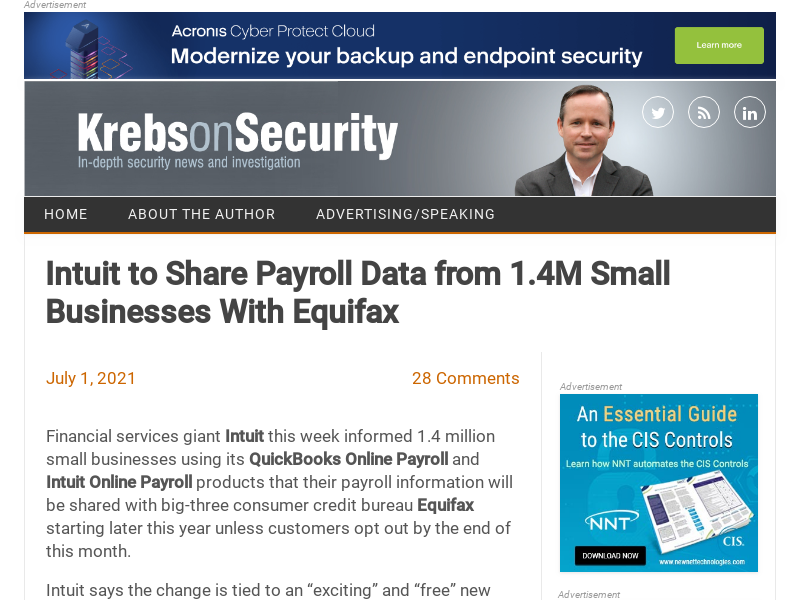 Advertisement
Acronis Cyber Protect Cloud
Modernize your backup and endpoint security
Learn more
KrebsonSecurity
In-depth security news and investigation
HOME ABOUT THE AUTHOR ADVERTISING/SPEAKING
Intuit to Share Payroll Data from 1.4M Small
Businesses With Equifax
July 1, 2021 28 Comments
Financial services giant Intuit this week informed 1.4 million
small businesses using its QuickBooks Online Payroll and
Intuit Online Payroll products that their payroll information will
be shared with big-three consumer credit bureau Equifax
starting later this year unless customers opt out by the end of
this month.
Intuit says the change is tied to an “exciting” and “free” new
Advertisement
An Essential Guide
to the CIS Controls
Learn how NNT automates the CIS Controls
NNT
CIS.
DOWNLOAD NOW
www.newnettechnologies.com
Advertisement